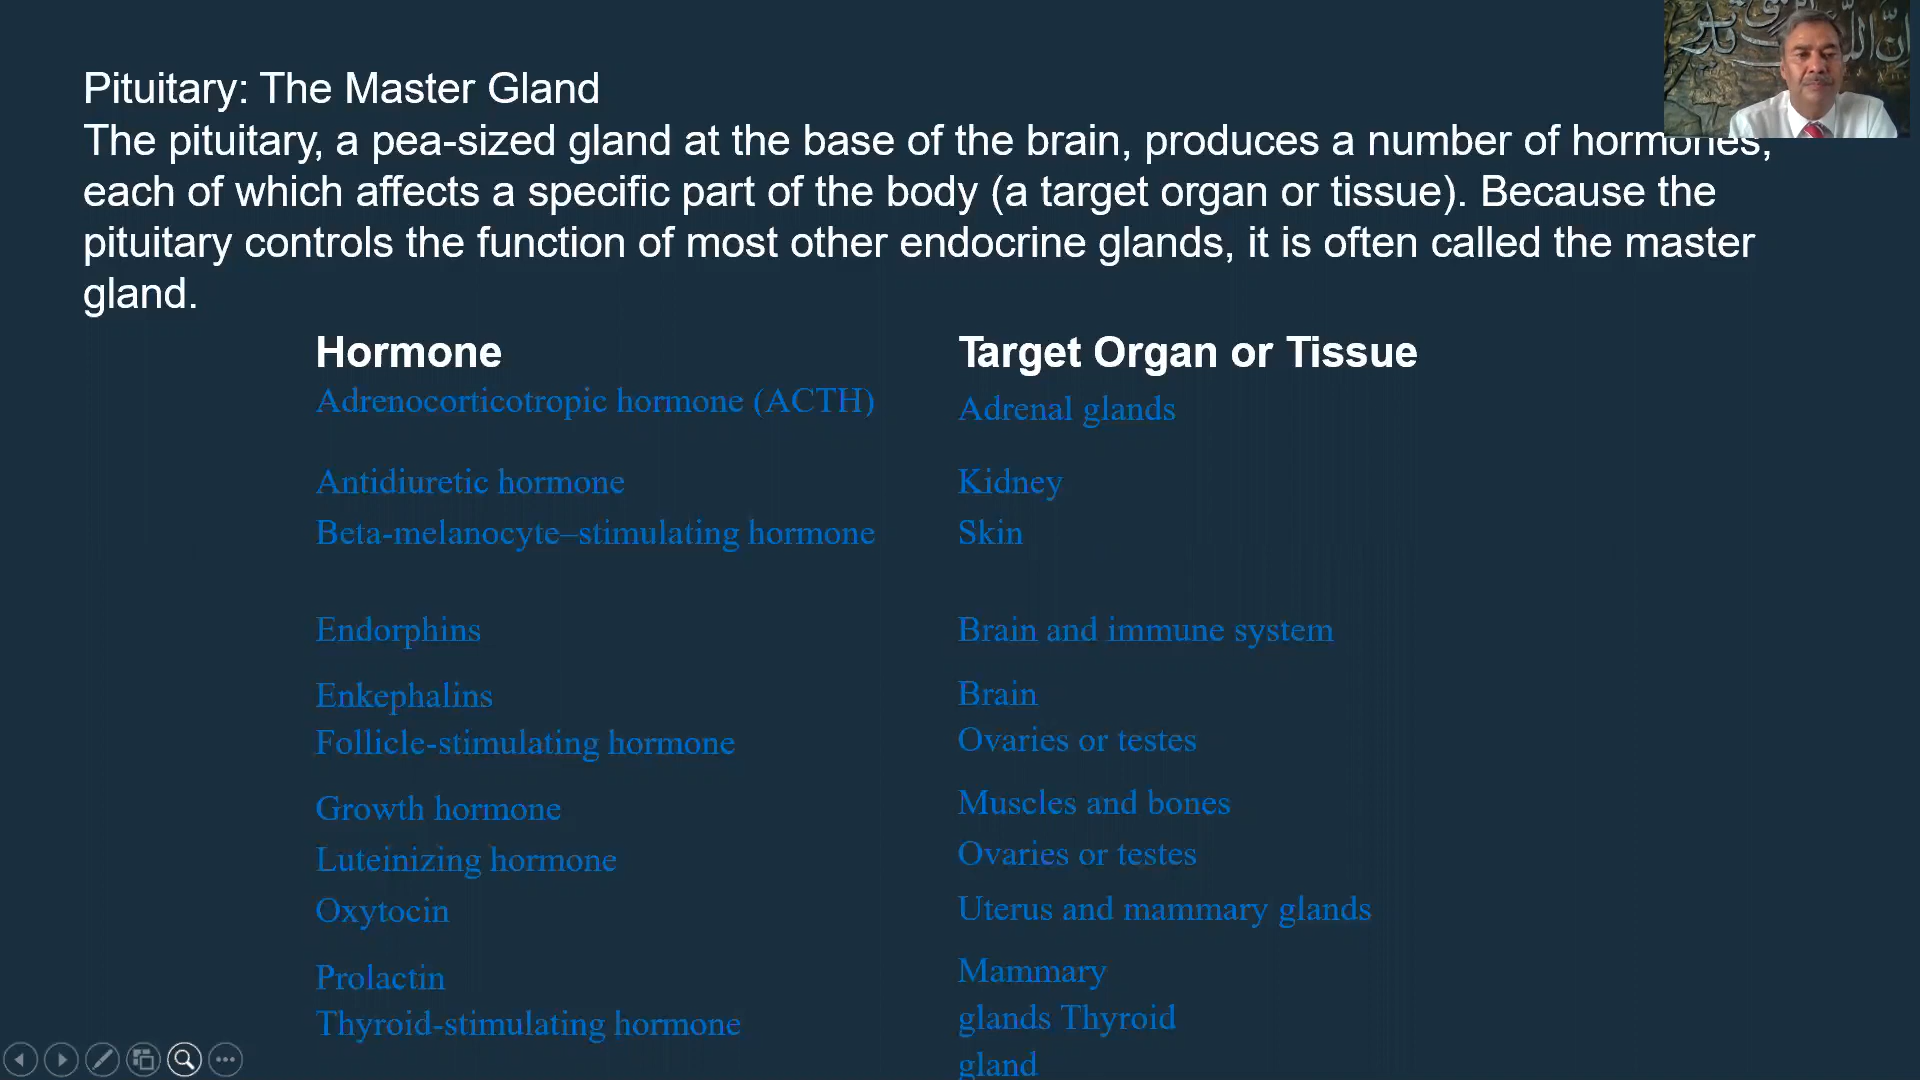 Pituitary: The Master Gland
The pituitary, a pea-sized gland at the base of the brain, produces a number of hormones,
each of which affects a specific part of the body (a target organ or tissue). Because the
pituitary controls the function of most other endocrine glands, it is often called the master
gland.
Hormone Target Organ or Tissue
Adrenocorticotropic hormone (ACTH) Adrenal glands
Antidiuretic hormone Kidney
Beta-melanocyte–stimulating hormone Skin
Endorphins Brain and immune system
Enkephalins Brain
Follicle-stimulating hormone Ovaries or testes
Growth hormone Muscles and bones
Luteinizing hormone Ovaries or testes
Oxytocin Uterus and mammary glands
Prolactin Mammary
Thyroid-stimulating hormone glands Thyroid
gland